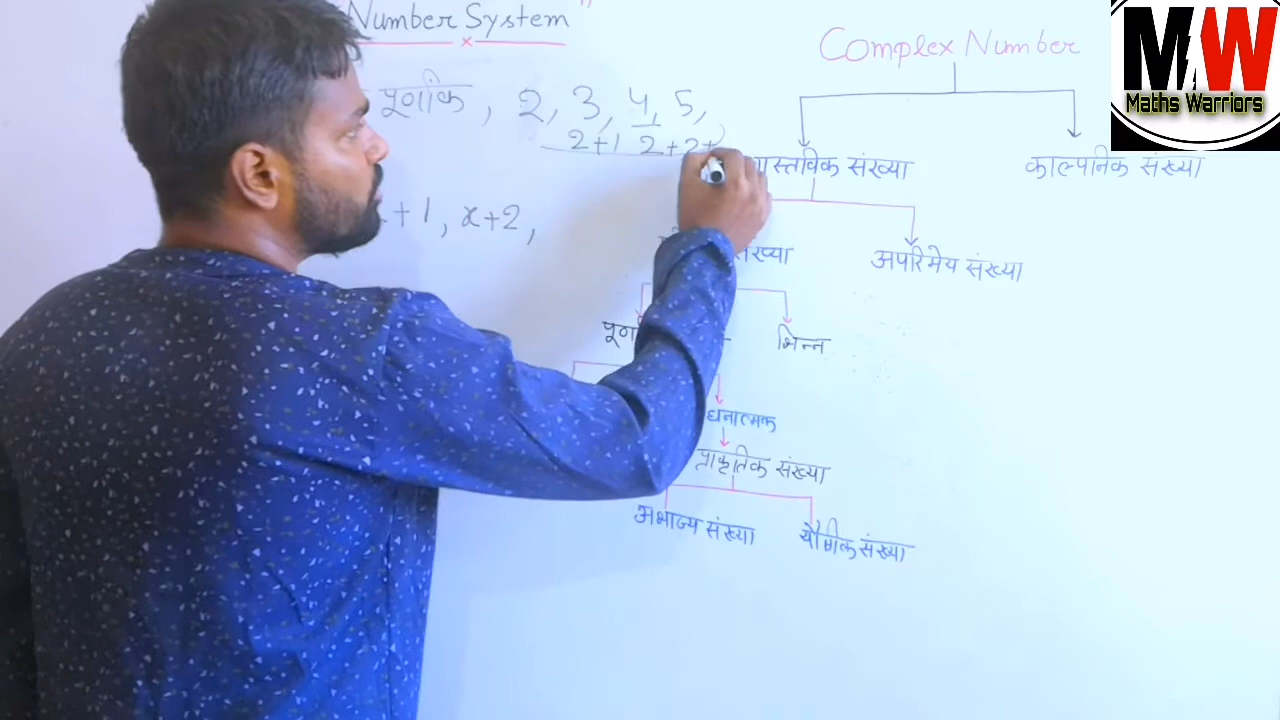 "Number System"
पूर्णांक, 2, 3, 4, 5,
2+1 2+2+
+1, x+2,
Complex Number
वास्तविक संख्या काल्पनिक संख्या
संख्या अपरिमेय संख्या
भिन्न
धनात्मक
प्राकृतिक संख्या
अभाज्य संख्या यौगिक संख्या
MW
Maths Warriors